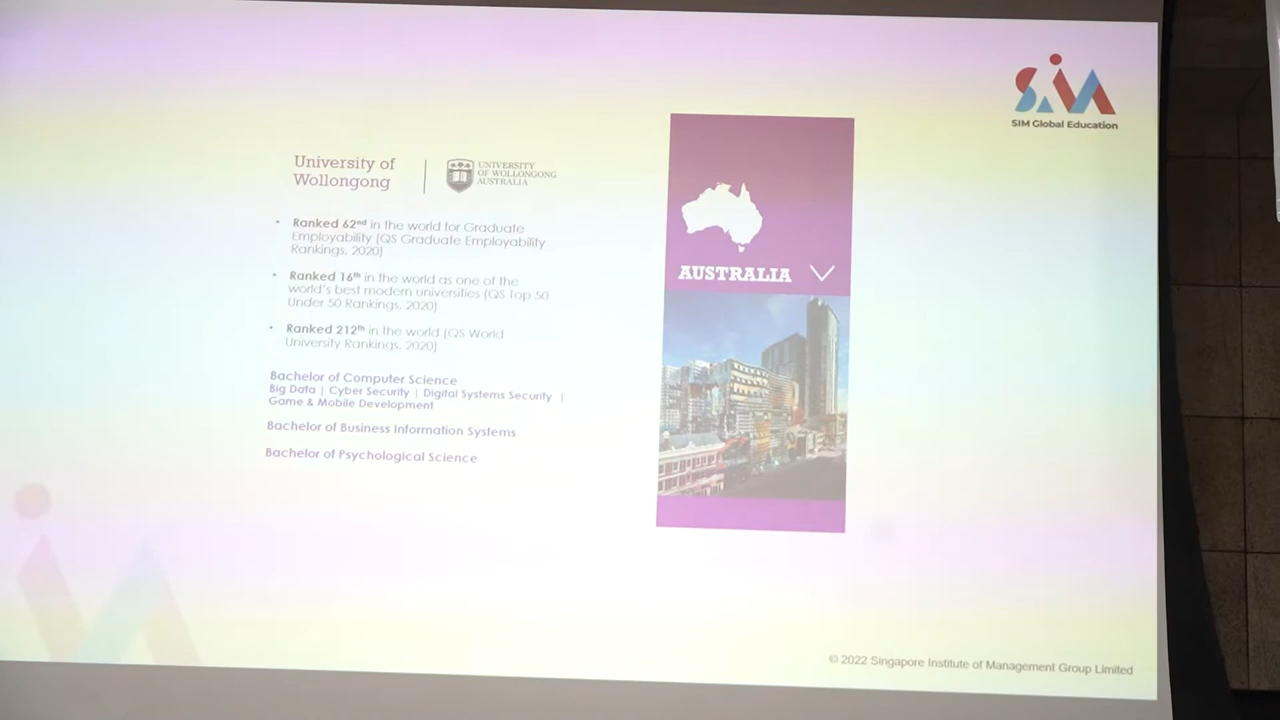 SIM
SIM Global Education
University of
Wollongong
UNIVERSITY
OF WOLLONGONG
AUSTRALIA
• Ranked 62nd in the world for Graduate
Employability (QS Graduate Employability
Rankings, 2020)
• Ranked 16th in the world as one of the
world's best modern universities (QS Top 50
Under 50 Rankings, 2020)
• Ranked 212th in the world (QS World
University Rankings, 2020)
Bachelor of Computer Science
Big Data | Cyber Security | Digital Systems Security |
Game & Mobile Development
Bachelor of Business Information Systems
Bachelor of Psychological Science
AUSTRALIA
© 2022 Singapore Institute of Management Group Limited